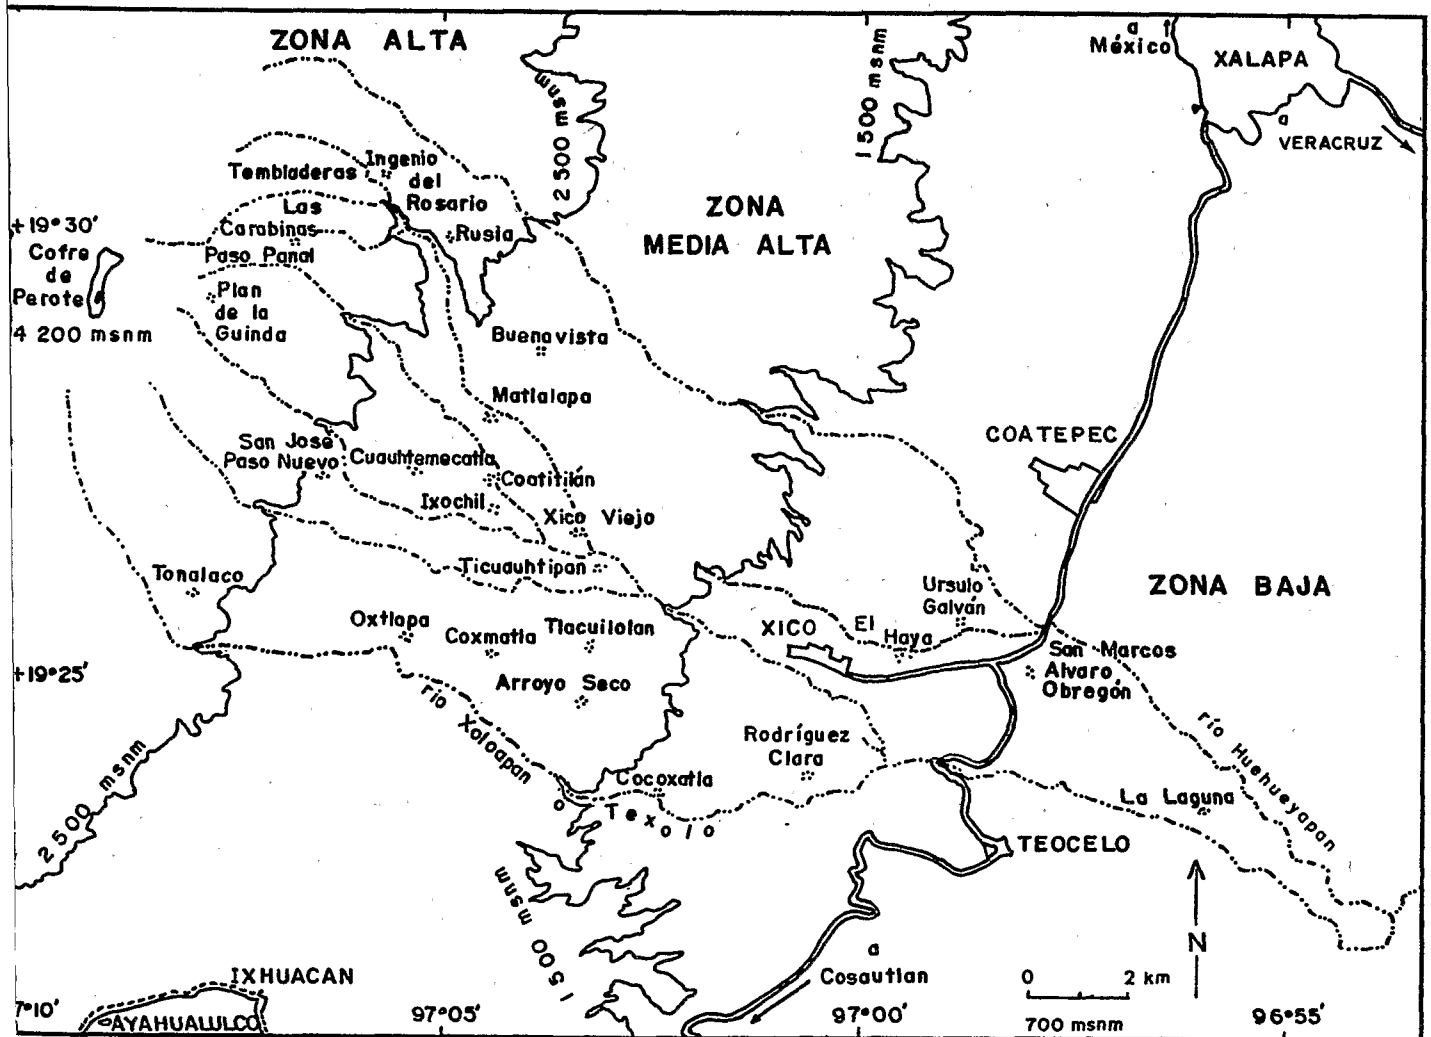 ZONA ALTA
a
México
XALAPA
2 500 msnm
1 500 msnm
a
VERACRUZ
Tembladeras
Ingenio
del
Rosario
Las
Carabinas
Rusia
ZONA
MEDIA ALTA
+19°30'
Cofre
de
Perote
4 200 msnm
Paso Panal
Plan
de la
Guinda
Buenavista
Matlalapa
COATEPEC
San José
Paso Nuevo
Cuauhtemecatla
Coatitilán
Ixochil
Xico Viejo
Tonalaco
Ticuauhtipan
Ursulo
Galván
ZONA BAJA
Oxtlapa
Coxmatla
Tlacuilolan
XICO
El
Haya
San Marcos
Alvaro
Obregón
+19°25'
Arroyo Seco
río Xoloapan
río Huehueyapan
Rodríguez
Clara
2 500 msnm
Cocoxatla
o Texolo
La Laguna
TEOCELO
1 500 msnm
N
a
Cosautlan
IXHUACAN
AYAHUALULCO
0 2 km
700 msnm
7°10'
97°05'
97°00'
96°55'